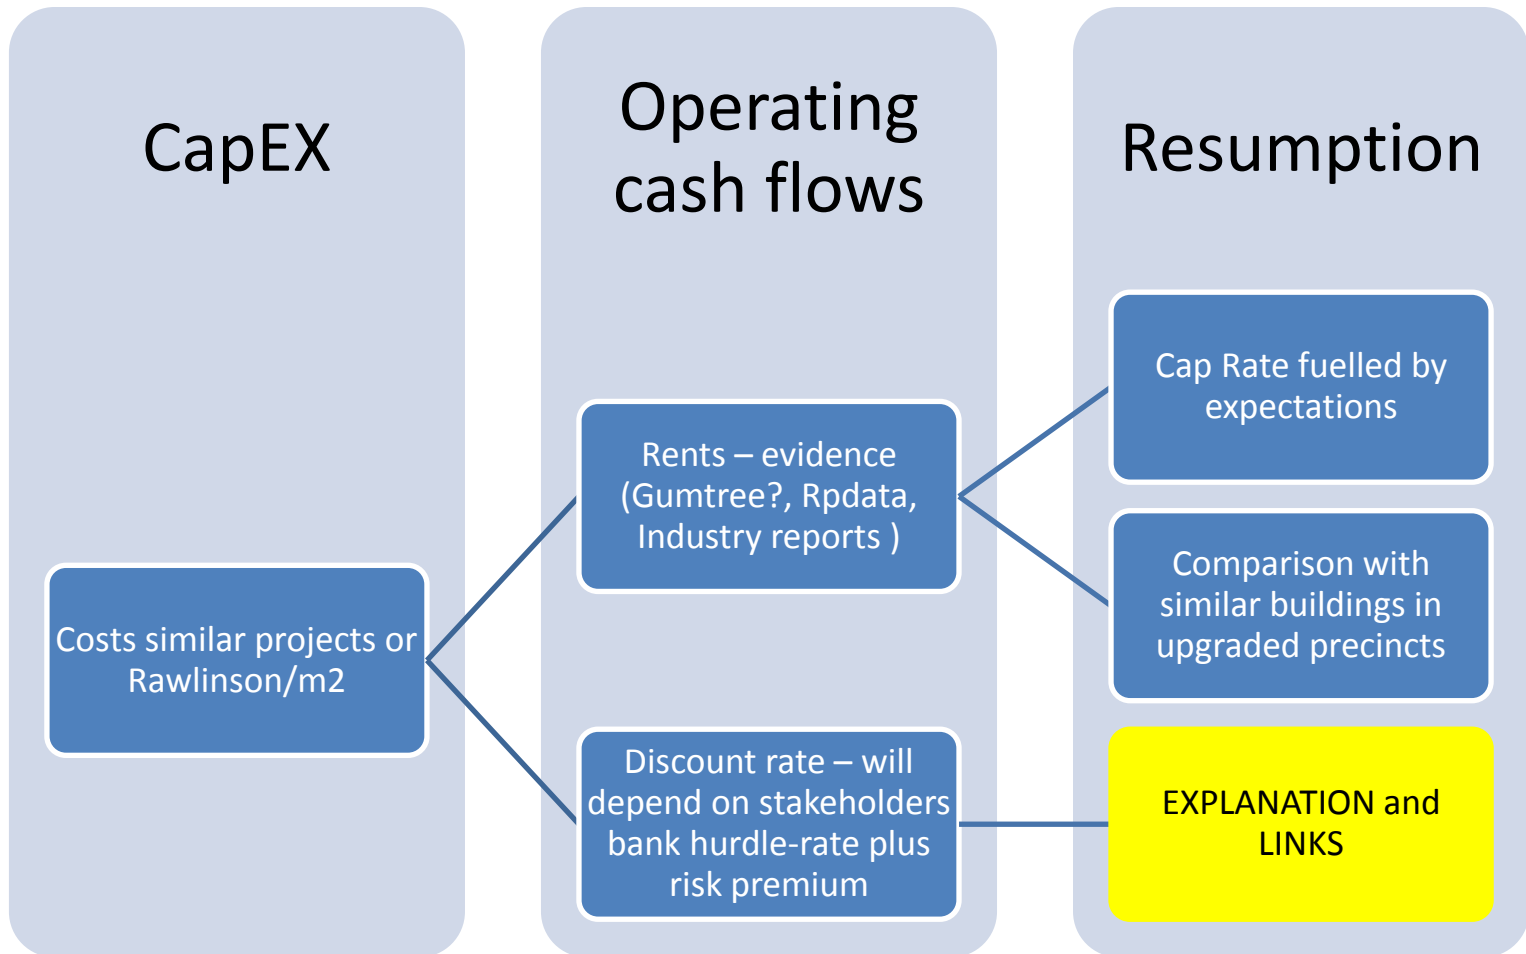 CapEX
Operating
cash flows
Resumption
Costs similar projects or
Rawlinson/m2
Rents – evidence
(Gumtree?, Rpdata,
Industry reports )
Discount rate – will
depend on stakeholders
bank hurdle-rate plus
risk premium
Cap Rate fuelled by
expectations
Comparison with
similar buildings in
upgraded precincts
EXPLANATION and
LINKS